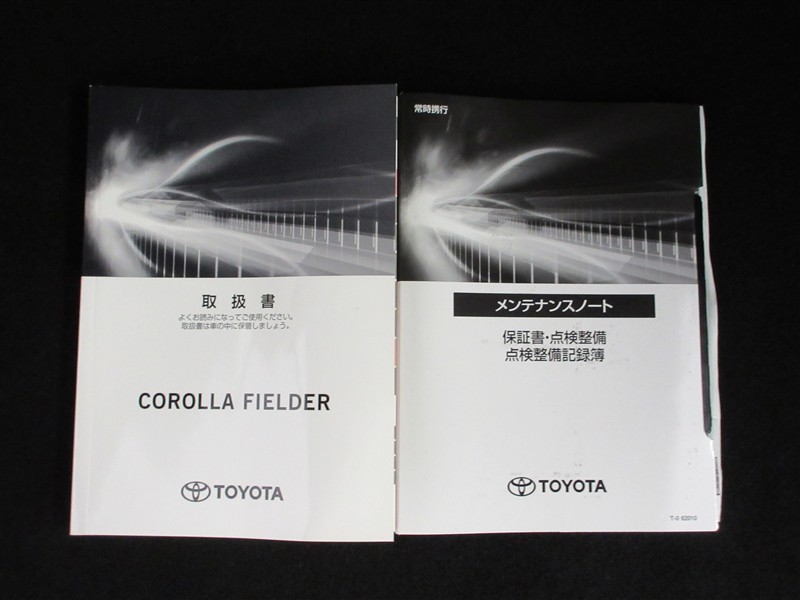 取扱書
よくお読みになってご使用ください。
取扱書は車の中に保管しましょう。
COROLLA FIELDER
TOYOTA
常時携行
メンテナンスノート
保証書・点検整備
点検整備記録簿
TOYOTA
T-0 62010